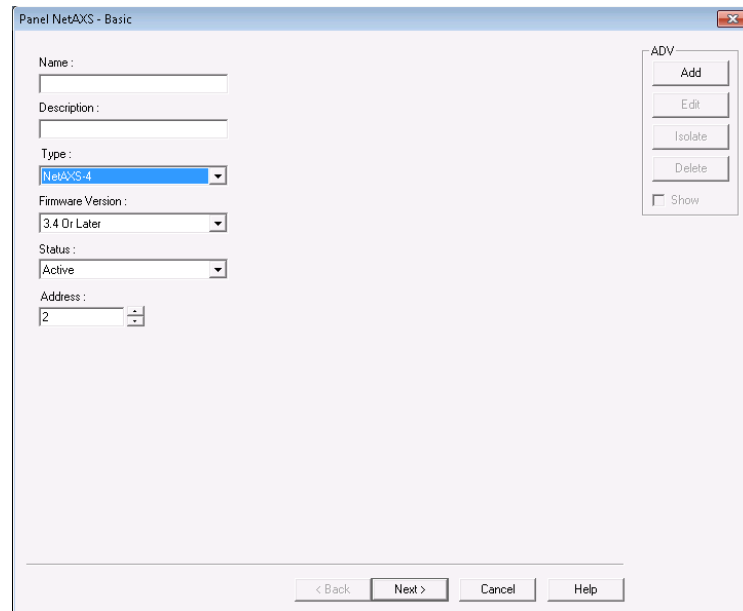 Panel NetAXS - Basic
Name :
Description :
Type :
NetAXS-4
Firmware Version :
3.4 Or Later
Status :
Active
Address :
2
ADV
Add
Edit
Isolate
Delete
Show
< Back
Next >
Cancel
Help